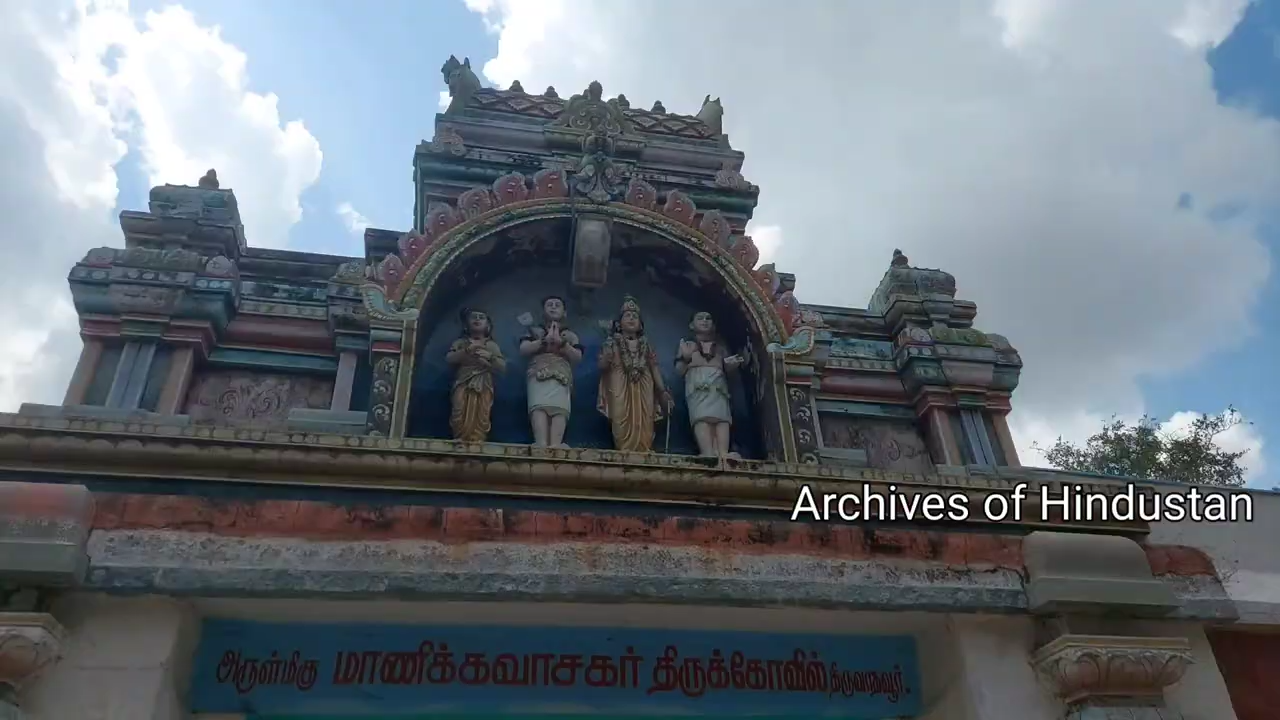 Archives of Hindustan
அருள்மிகு மாணிக்கவாசகர் திருக்கோவில் திருவாதவூர்.